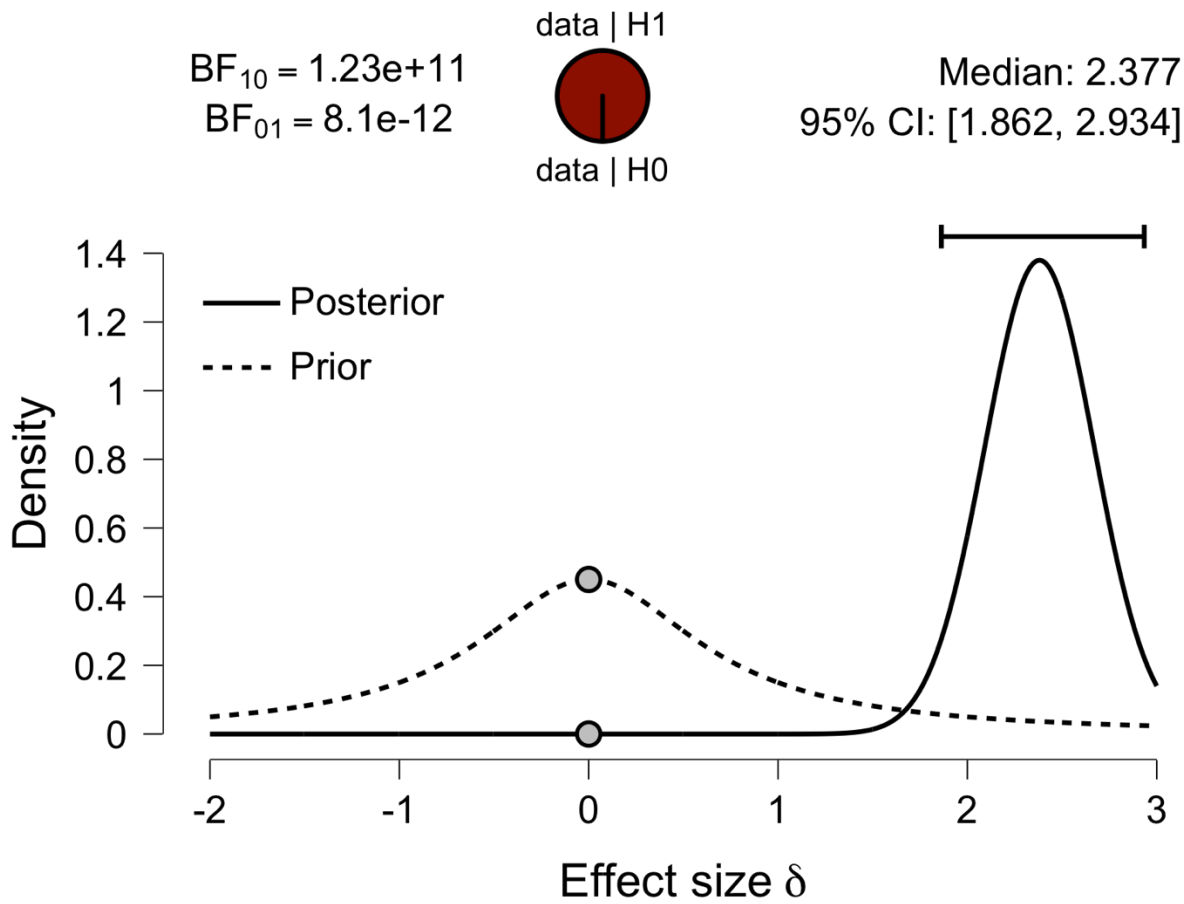 data | H1
BF₁₀ = 1.23e+11
BF₀₁ = 8.1e-12
data | H0
Median: 2.377
95% CI: [1.862, 2.934]
Posterior
Prior
Density
1.4
1.2
1
0.8
0.6
0.4
0.2
0
-2 -1 0 1 2 3
Effect size δ